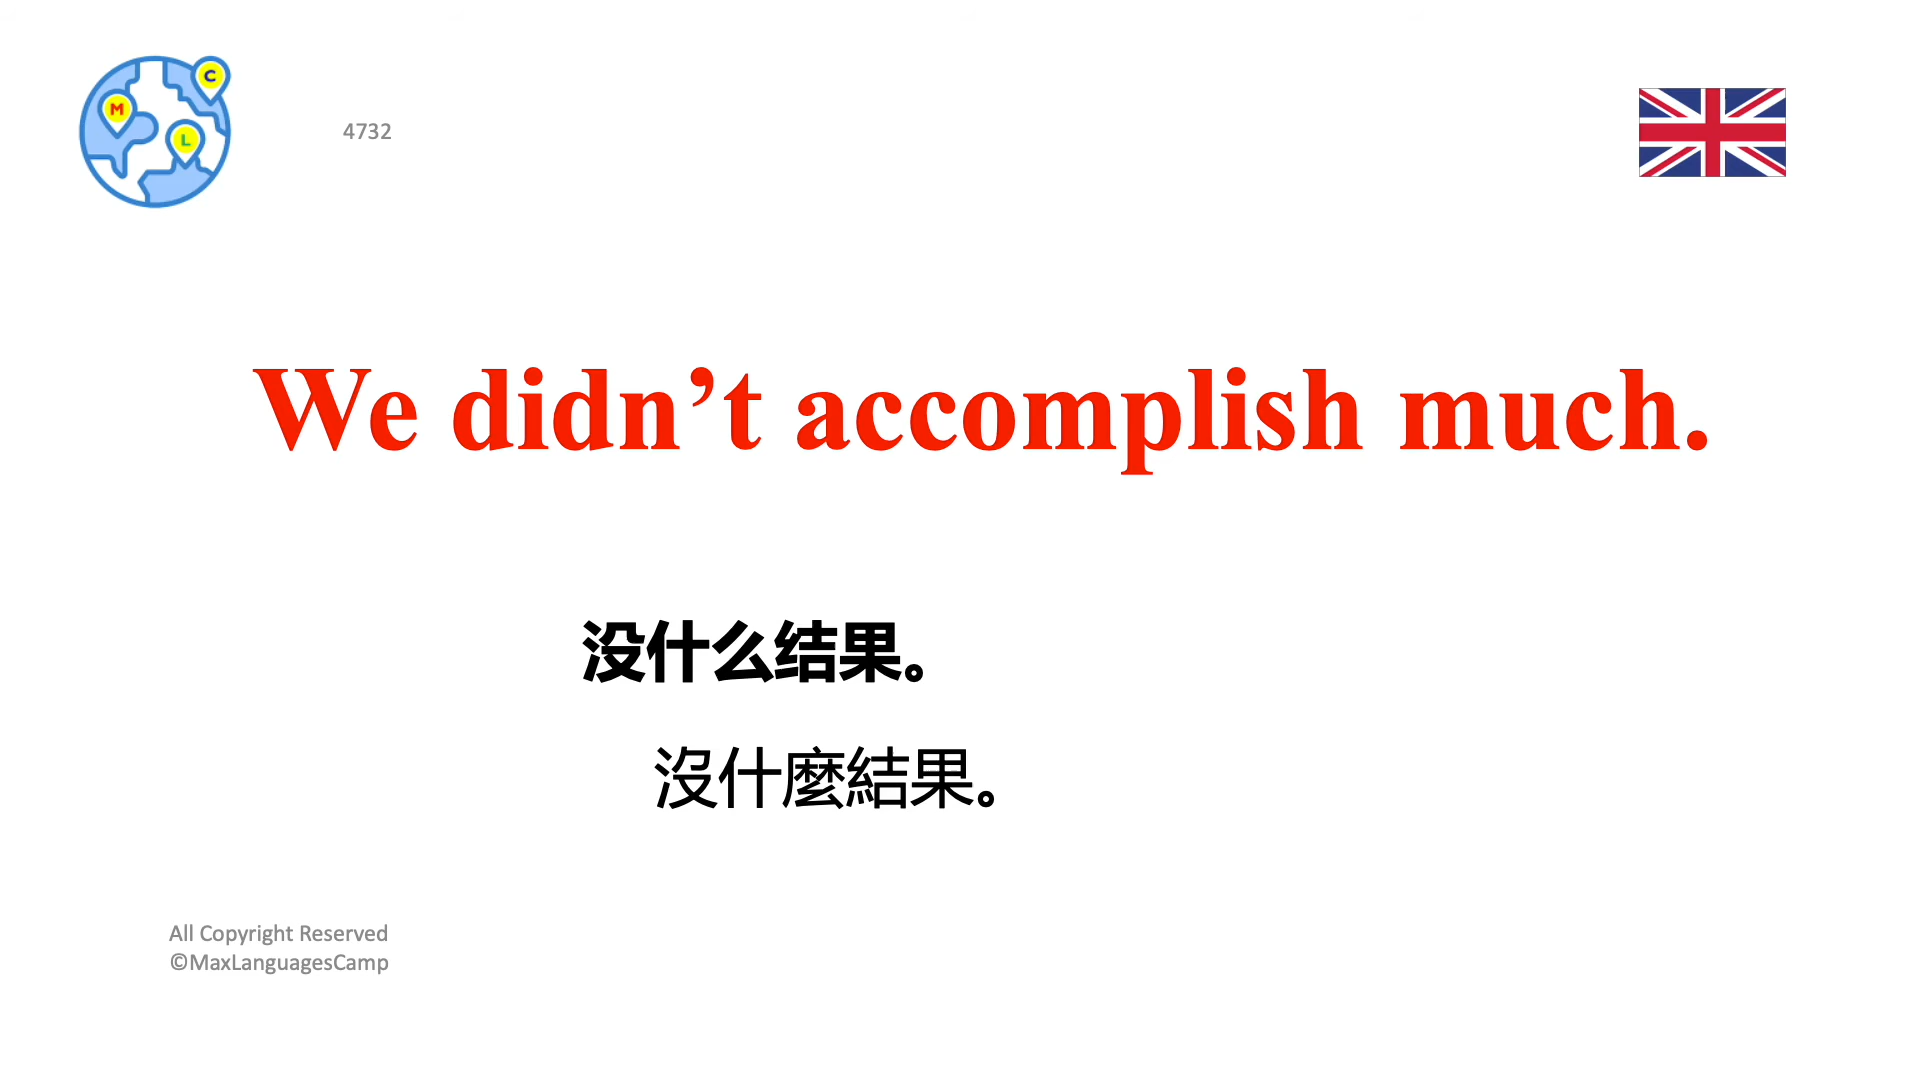 C
M
L
4732
We didn’t accomplish much.
没什么结果。
沒什麼結果。
All Copyright Reserved
©MaxLanguagesCamp